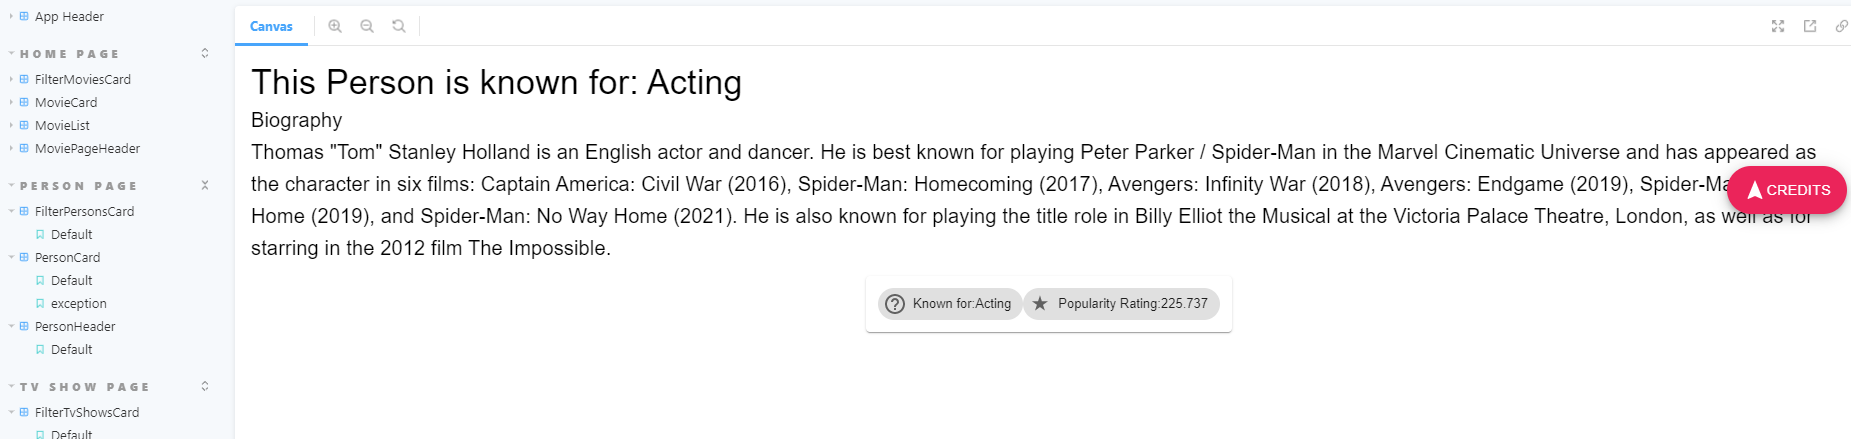 App Header
HOME PAGE
FilterMoviesCard
MovieCard
MovieList
MoviePageHeader
PERSON PAGE
FilterPersonsCard
Default
PersonCard
Default
exception
PersonHeader
Default
TV SHOW PAGE
FilterTvShowsCard
Default
Canvas
This Person is known for: Acting
Biography
Thomas "Tom" Stanley Holland is an English actor and dancer. He is best known for playing Peter Parker / Spider-Man in the Marvel Cinematic Universe and has appeared as
the character in six films: Captain America: Civil War (2016), Spider-Man: Homecoming (2017), Avengers: Infinity War (2018), Avengers: Endgame (2019), Spider-Ma
CREDITS
Home (2019), and Spider-Man: No Way Home (2021). He is also known for playing the title role in Billy Elliot the Musical at the Victoria Palace Theatre, London, as well as for
starring in the 2012 film The Impossible.
Known for:Acting
Popularity Rating:225.737